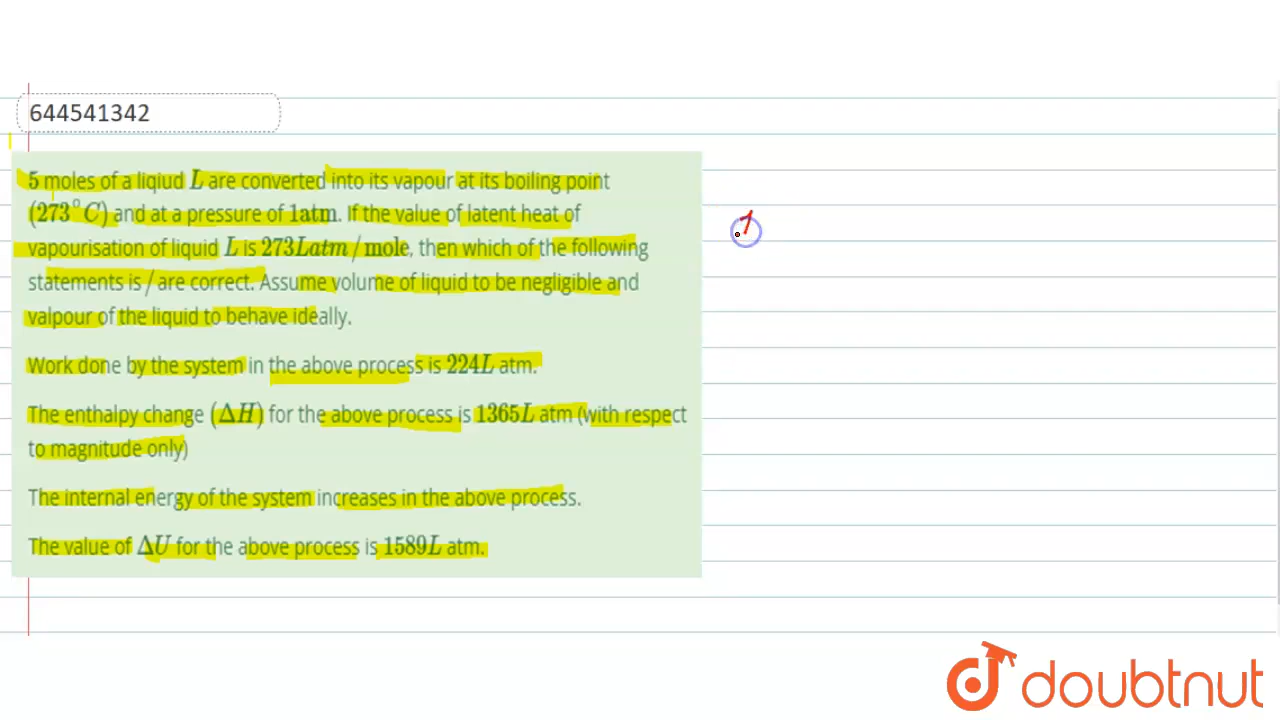 644541342
5 moles of a liqiud L are converted into its vapour at its boiling point
(273°C) and at a pressure of 1atm. If the value of latent heat of
vapourisation of liquid L is 273Latm/mole, then which of the following
statements is/are correct. Assume volume of liquid to be negligible and
valpour of the liquid to behave ideally.
Work done by the system in the above process is 224L atm.
The enthalpy change (ΔH) for the above process is 1365L atm (with respect
to magnitude only)
The internal energy of the system increases in the above process.
The value of ΔU for the above process is 1589L atm.
doubtnut